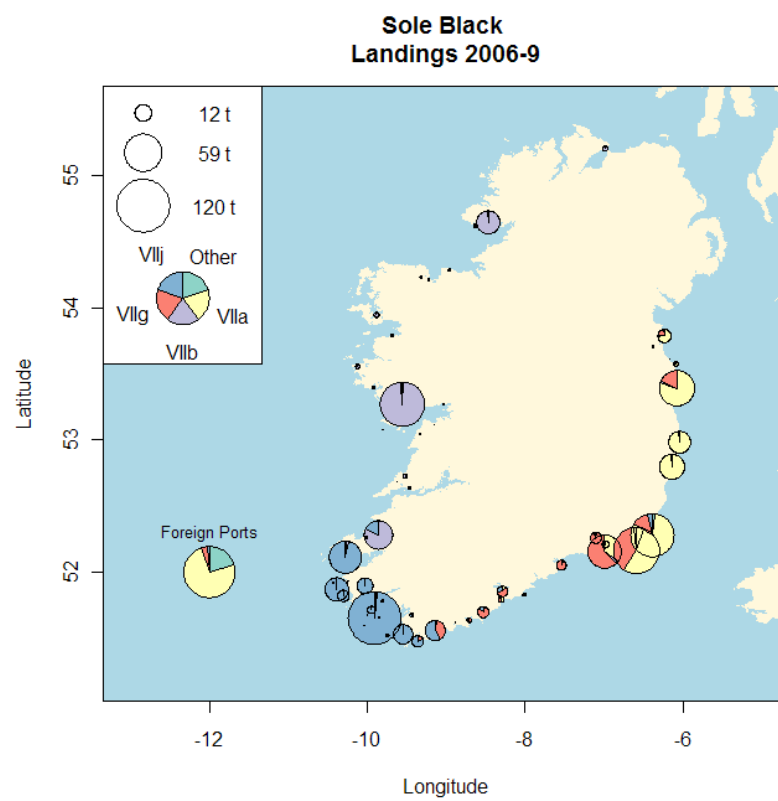 Sole Black
Landings 2006-9
12 t
59 t
120 t
VIIj
Other
VIIg
VIIa
VIIb
Foreign Ports
55
54
53
52
Latitude
-12
-10
-8
-6
Longitude